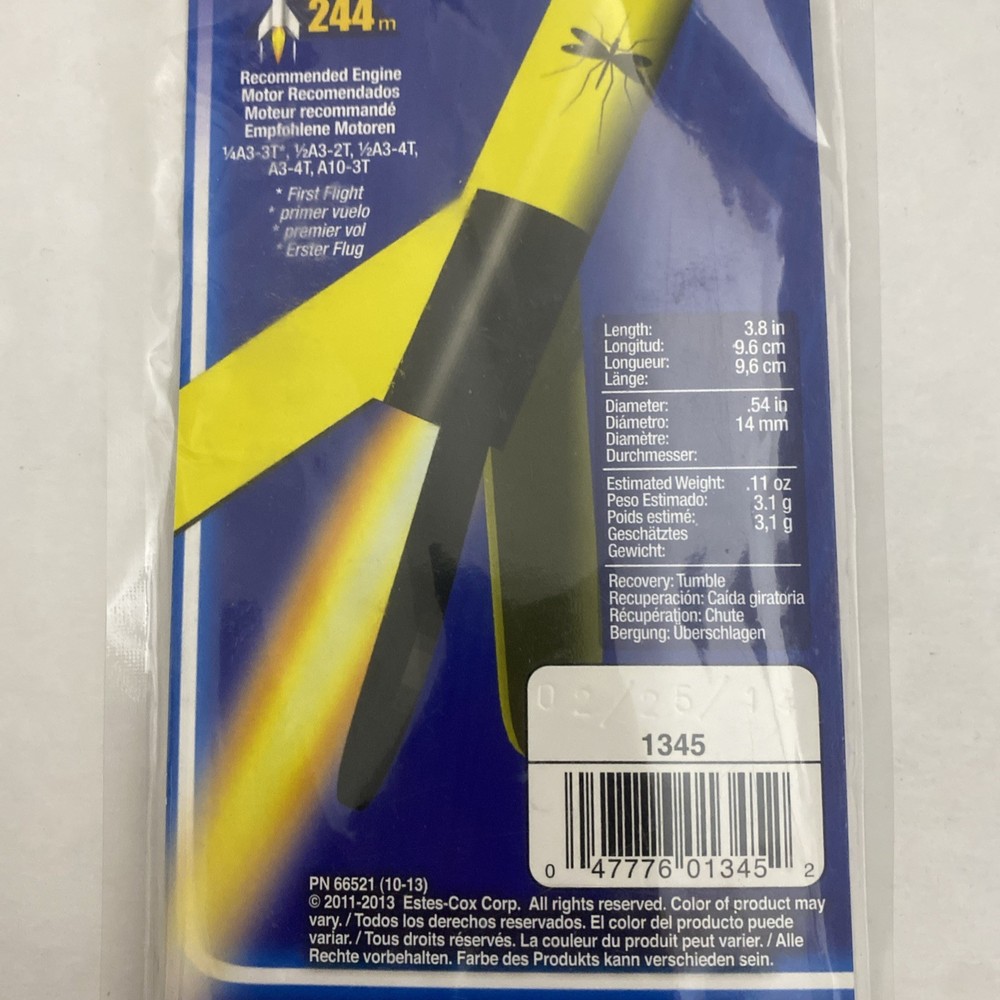 244 m
Recommended Engine
Motor Recomendados
Moteur recommandé
Empfohlene Motoren
¼A3-3T*, ½A3-2T, ½A3-4T,
A3-4T, A10-3T
* First Flight
* primer vuelo
* premier vol
* Erster Flug
Length: 3.8 in
Longitud: 9.6 cm
Longueur: 9,6 cm
Länge:
Diameter: .54 in
Diámetro: 14 mm
Diamètre:
Durchmesser:
Estimated Weight: .11 oz
Peso Estimado: 3.1 g
Poids estimé: 3,1 g
Geschätztes
Gewicht:
Recovery: Tumble
Recuperación: Caída giratoria
Récupération: Chute
Bergung: Überschlagen
02/25/
1345
0 47776 01345 2
PN 66521 (10-13)
© 2011-2013 Estes-Cox Corp. All rights reserved. Color of product may
vary. / Todos los derechos reservados. El color del producto puede
variar. / Tous droits réservés. La couleur du produit peut varier. / Alle
Rechte vorbehalten. Farbe des Produkts kann verschieden sein.